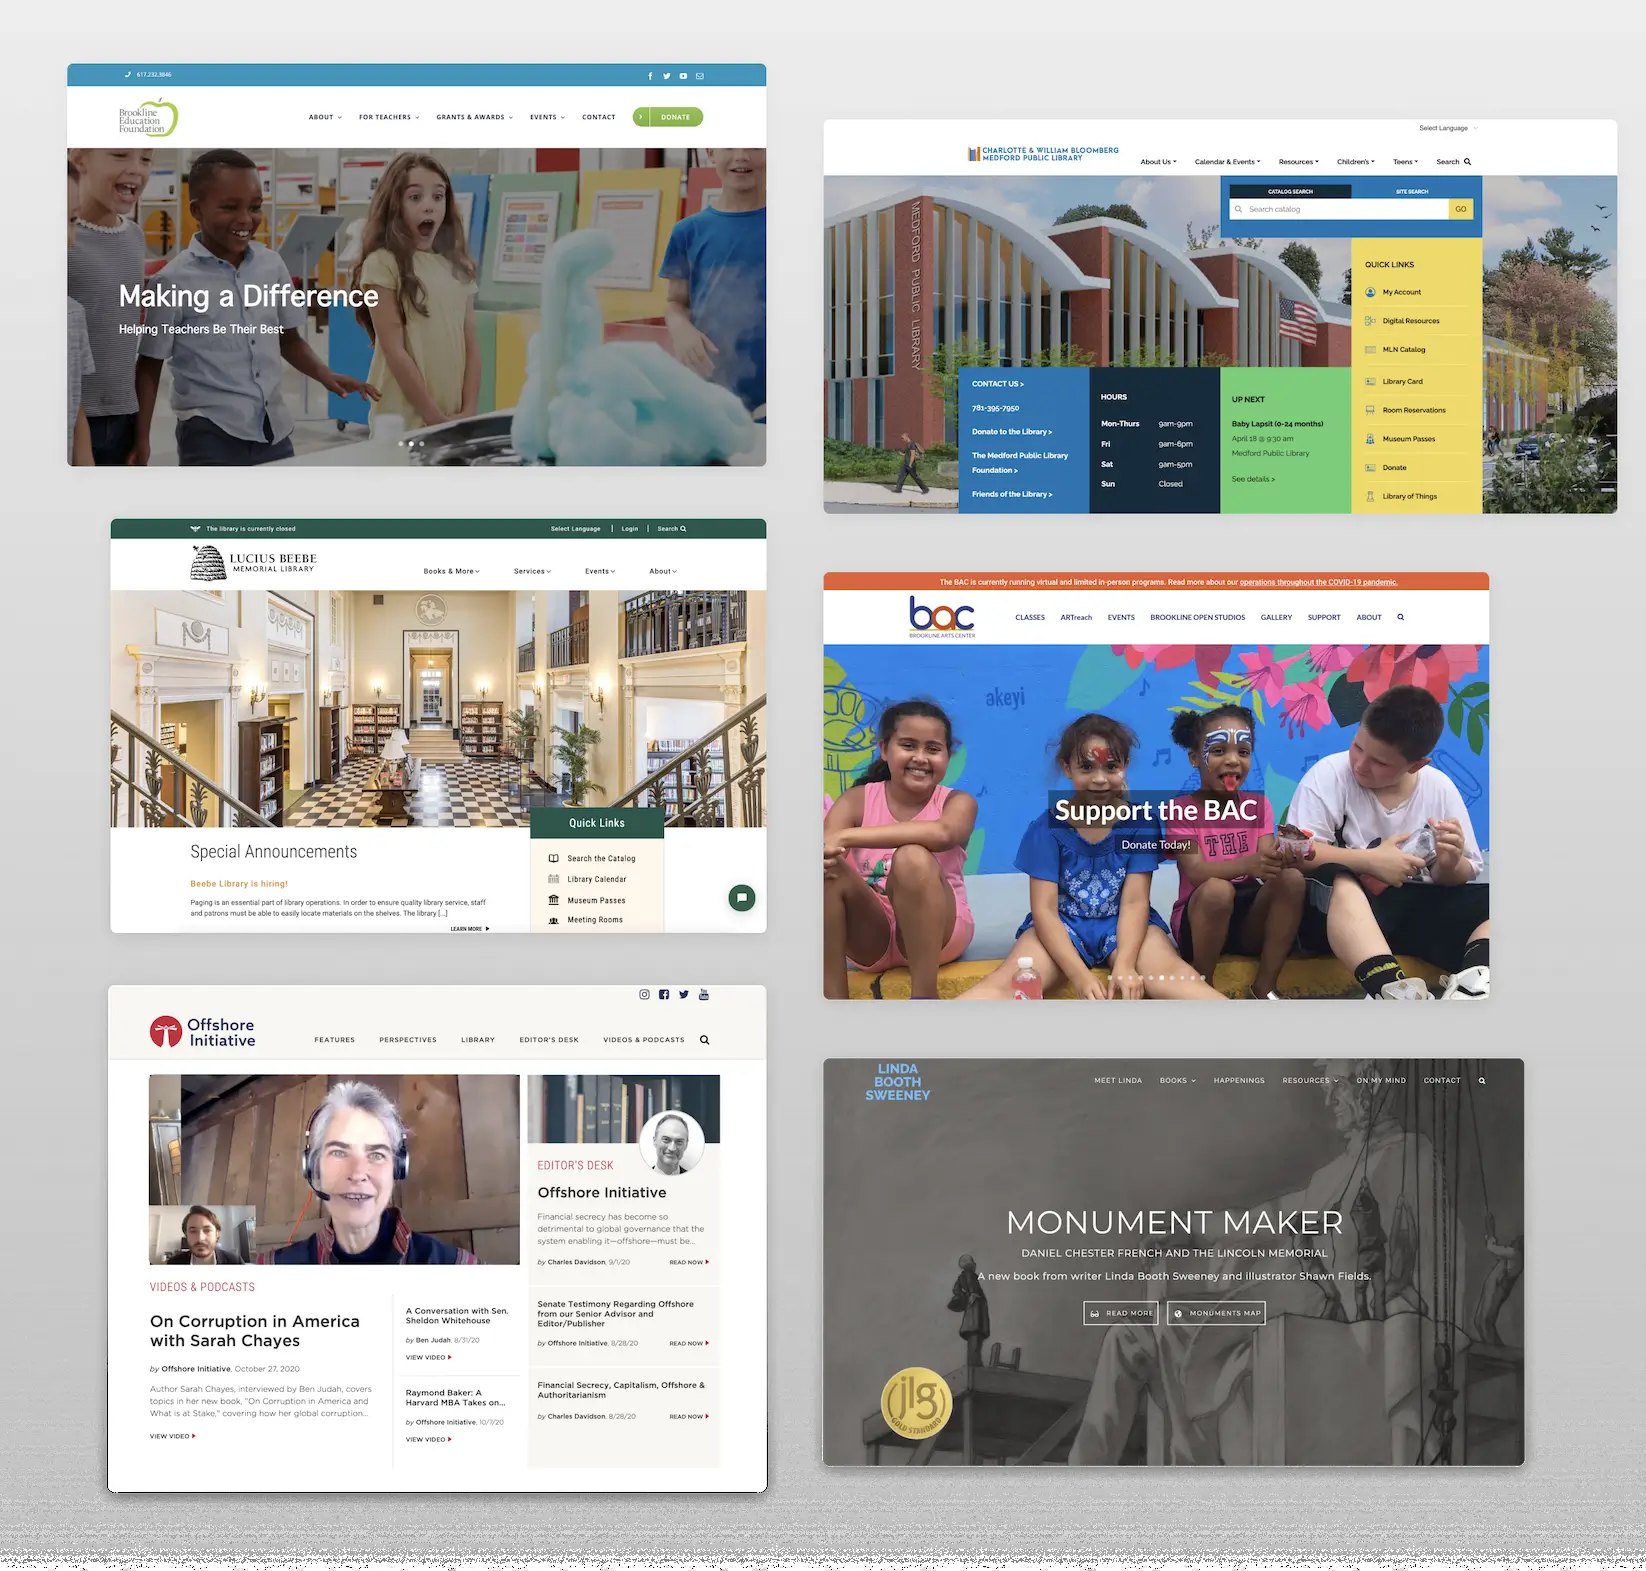 617.232.3846
Brookline
Education
Foundation
ABOUT
FOR TEACHERS
GRANTS & AWARDS
EVENTS
CONTACT
DONATE
Making a Difference
Helping Teachers Be Their Best
Select Language
CHARLOTTE & WILLIAM BLOOMBERG
MEDFORD PUBLIC LIBRARY
About Us
Calendar & Events
Resources
Children's
Teens
Search
CATALOG SEARCH
SITE SEARCH
Search catalog
GO
MEDFORD PUBLIC LIBRARY
QUICK LINKS
My Account
Digital Resources
MLN Catalog
Library Card
Room Reservations
Museum Passes
Donate
Library of Things
CONTACT US >
781-395-7950
Donate to the Library >
The Medford Public Library
Foundation >
Friends of the Library >
HOURS
Mon-Thurs 9am-9pm
Fri 9am-6pm
Sat 9am-5pm
Sun Closed
UP NEXT
Baby Lapsit (0-24 months)
April 18 @ 9:30 am
Medford Public Library
See details >
The library is currently closed
Select Language
Login
Search
LUCIUS BEEBE
MEMORIAL LIBRARY
Books & More
Services
Events
About
Quick Links
Search the Catalog
Library Calendar
Museum Passes
Meeting Rooms
Special Announcements
Beebe Library is hiring!
Paging is an essential part of library operations. In order to ensure quality library service, staff
and patrons must be able to easily locate materials on the shelves. The library [...]
LEARN MORE
The BAC is currently running virtual and limited in-person programs. Read more about our operations throughout the COVID-19 pandemic.
bac
BROOKLINE ARTS CENTER
CLASSES
ARTreach
EVENTS
BROOKLINE OPEN STUDIOS
GALLERY
SUPPORT
ABOUT
akeyi
Support the BAC
Donate Today!
THE
Offshore
Initiative
FEATURES
PERSPECTIVES
LIBRARY
EDITOR'S DESK
VIDEOS & PODCASTS
VIDEOS & PODCASTS
On Corruption in America
with Sarah Chayes
by Offshore Initiative, October 27, 2020
Author Sarah Chayes, interviewed by Ben Judah, covers
topics in her new book, "On Corruption in America and
What is at Stake," covering how her global corruption...
VIEW VIDEO
A Conversation with Sen.
Sheldon Whitehouse
by Ben Judah, 8/31/20
VIEW VIDEO
Raymond Baker: A
Harvard MBA Takes on...
by Offshore Initiative, 10/7/20
VIEW VIDEO
EDITOR'S DESK
Offshore Initiative
Financial secrecy has become so
detrimental to global governance that the
system enabling it—offshore—must be...
by Charles Davidson, 9/1/20
READ NOW
Senate Testimony Regarding Offshore
from our Senior Advisor and
Editor/Publisher
by Offshore Initiative, 8/28/20
READ NOW
Financial Secrecy, Capitalism, Offshore &
Authoritarianism
by Charles Davidson, 8/28/20
READ NOW
LINDA
BOOTH
SWEENEY
MEET LINDA
BOOKS
HAPPENINGS
RESOURCES
ON MY MIND
CONTACT
MONUMENT MAKER
DANIEL CHESTER FRENCH AND THE LINCOLN MEMORIAL
A new book from writer Linda Booth Sweeney and illustrator Shawn Fields.
READ MORE
MONUMENTS MAP
jlg
GOLD STANDARD